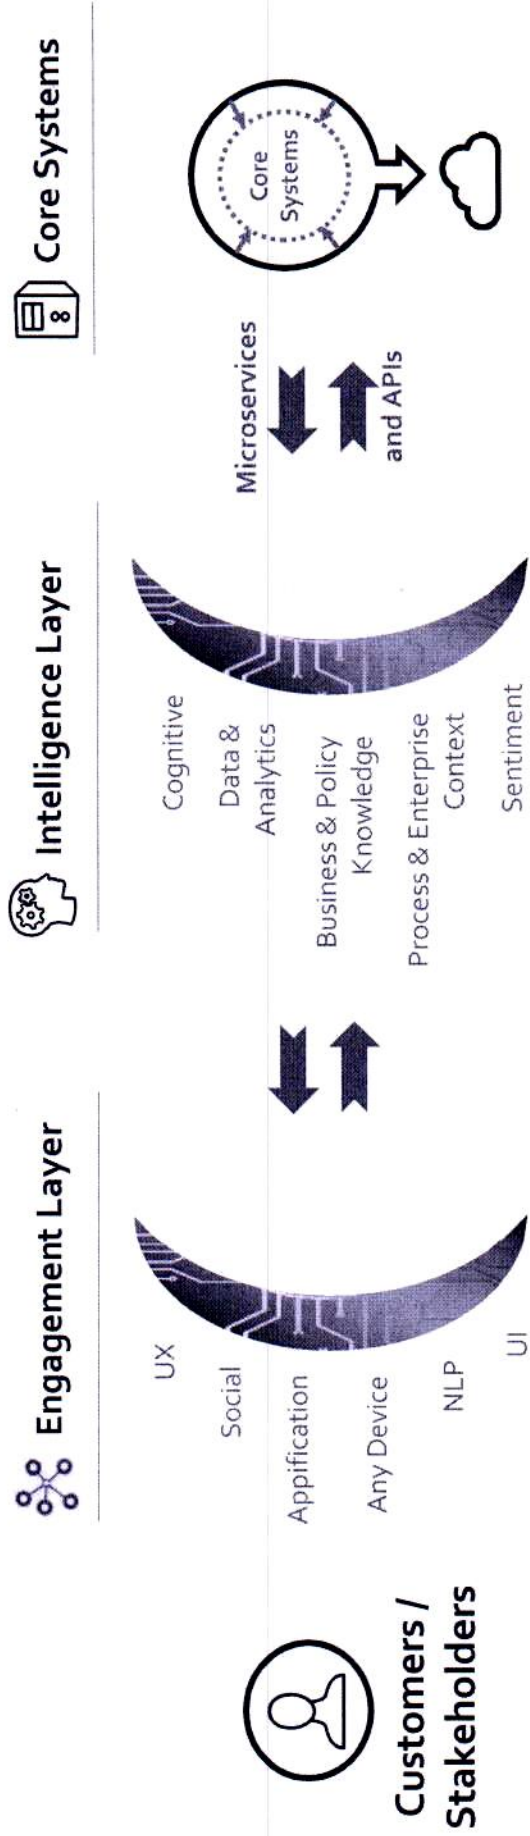 Customers /
Stakeholders
Engagement Layer
UX
Social
Appification
Any Device
NLP
UI
Intelligence Layer
Cognitive
Data &
Analytics
Business & Policy
Knowledge
Process & Enterprise
Context
Sentiment
Microservices
and APIs
Core Systems
Core
Systems